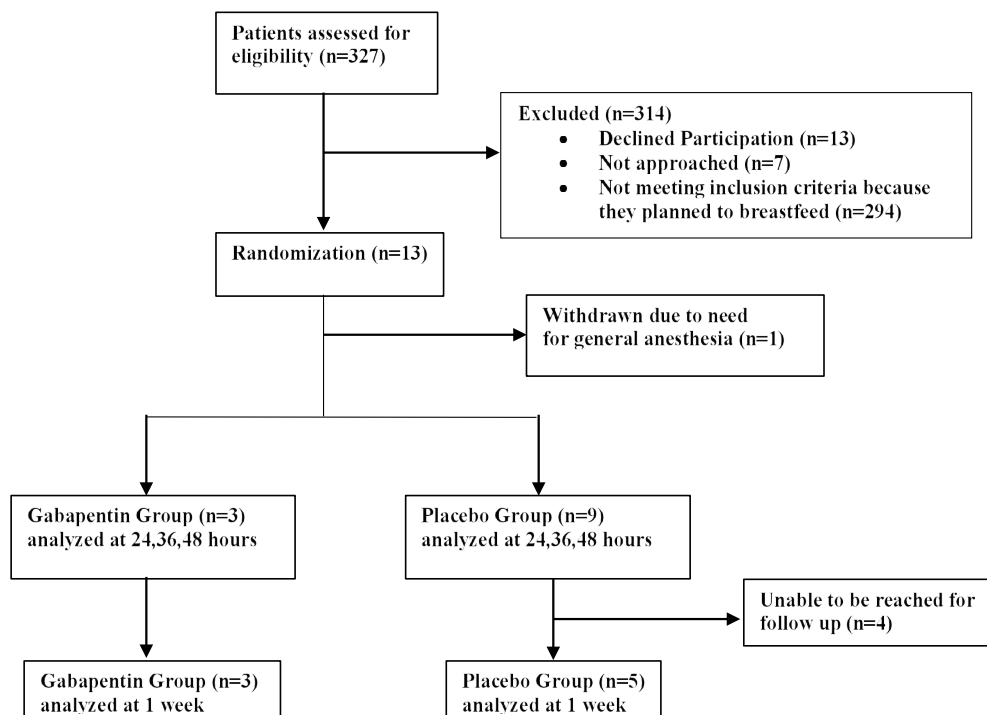 Patients assessed for
eligibility (n=327)
Excluded (n=314)
• Declined Participation (n=13)
• Not approached (n=7)
• Not meeting inclusion criteria because
they planned to breastfeed (n=294)
Randomization (n=13)
Withdrawn due to need
for general anesthesia (n=1)
Gabapentin Group (n=3)
analyzed at 24,36,48 hours
Placebo Group (n=9)
analyzed at 24,36,48 hours
Unable to be reached for
follow up (n=4)
Gabapentin Group (n=3)
analyzed at 1 week
Placebo Group (n=5)
analyzed at 1 week